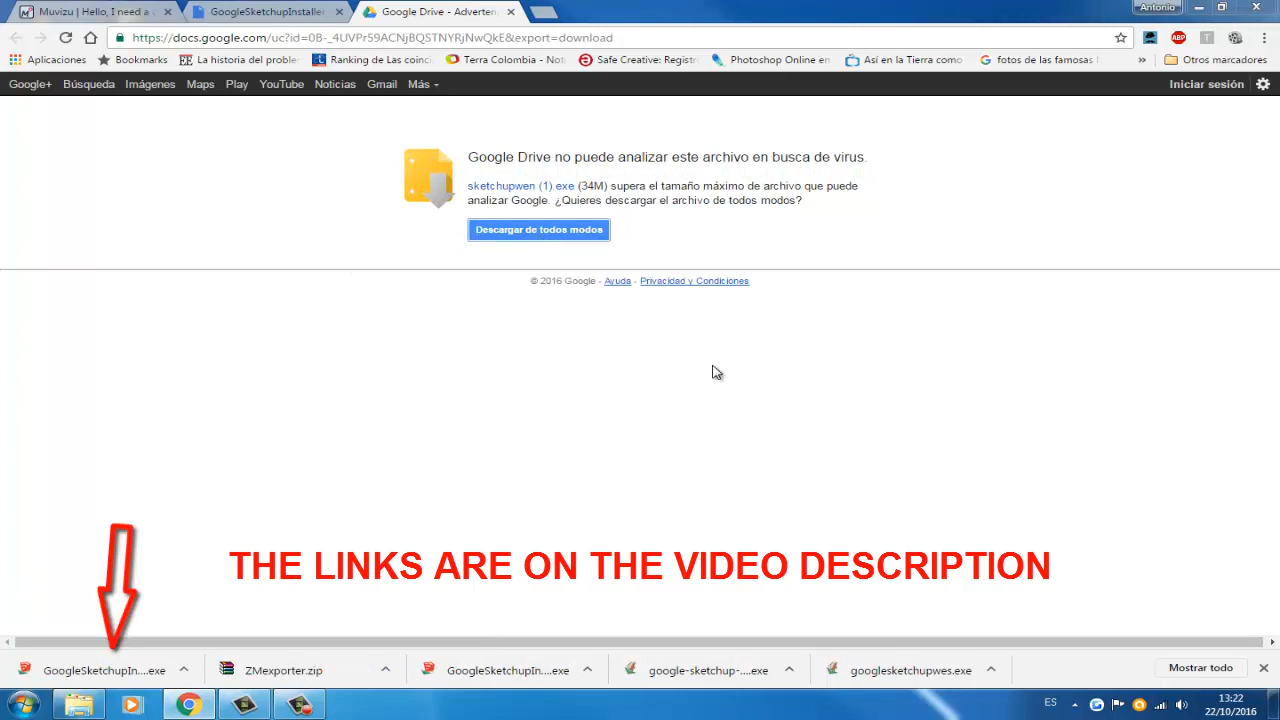 Muvizu | Hello, I need a
GoogleSketchupInstaller
Google Drive - Adverten
Antonio
https://docs.google.com/uc?id=0B-_4UVPr59ACNjBQSTNYRjNwQkE&export=download
ABP
Aplicaciones
Bookmarks
La historia del probler
Ranking de Las coinci
Terra Colombia - Not
Safe Creative: Registr
Photoshop Online en
Así en la Tierra como
fotos de las famosas
»
Otros marcadores
Google+ Búsqueda Imágenes Maps Play YouTube Noticias Gmail Más
Iniciar sesión
Google Drive no puede analizar este archivo en busca de virus.
sketchupwen (1).exe (34M) supera el tamaño máximo de archivo que puede
analizar Google. ¿Quieres descargar el archivo de todos modos?
Descargar de todos modos
© 2016 Google - Ayuda - Privacidad y Condiciones
THE LINKS ARE ON THE VIDEO DESCRIPTION
GoogleSketchupIn....exe
ZMexporter.zip
GoogleSketchupIn....exe
google-sketchup-....exe
googlesketchupwes.exe
Mostrar todo
ES
13:22
22/10/2016